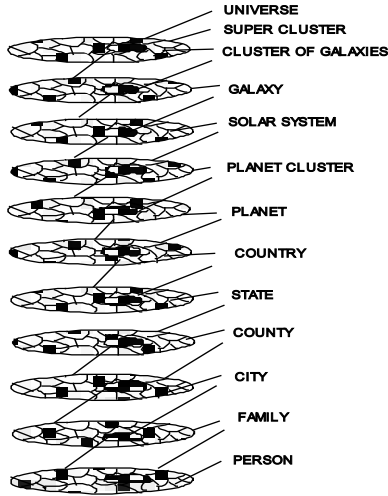 UNIVERSE
SUPER CLUSTER
CLUSTER OF GALAXIES
GALAXY
SOLAR SYSTEM
PLANET CLUSTER
PLANET
COUNTRY
STATE
COUNTY
CITY
FAMILY
PERSON